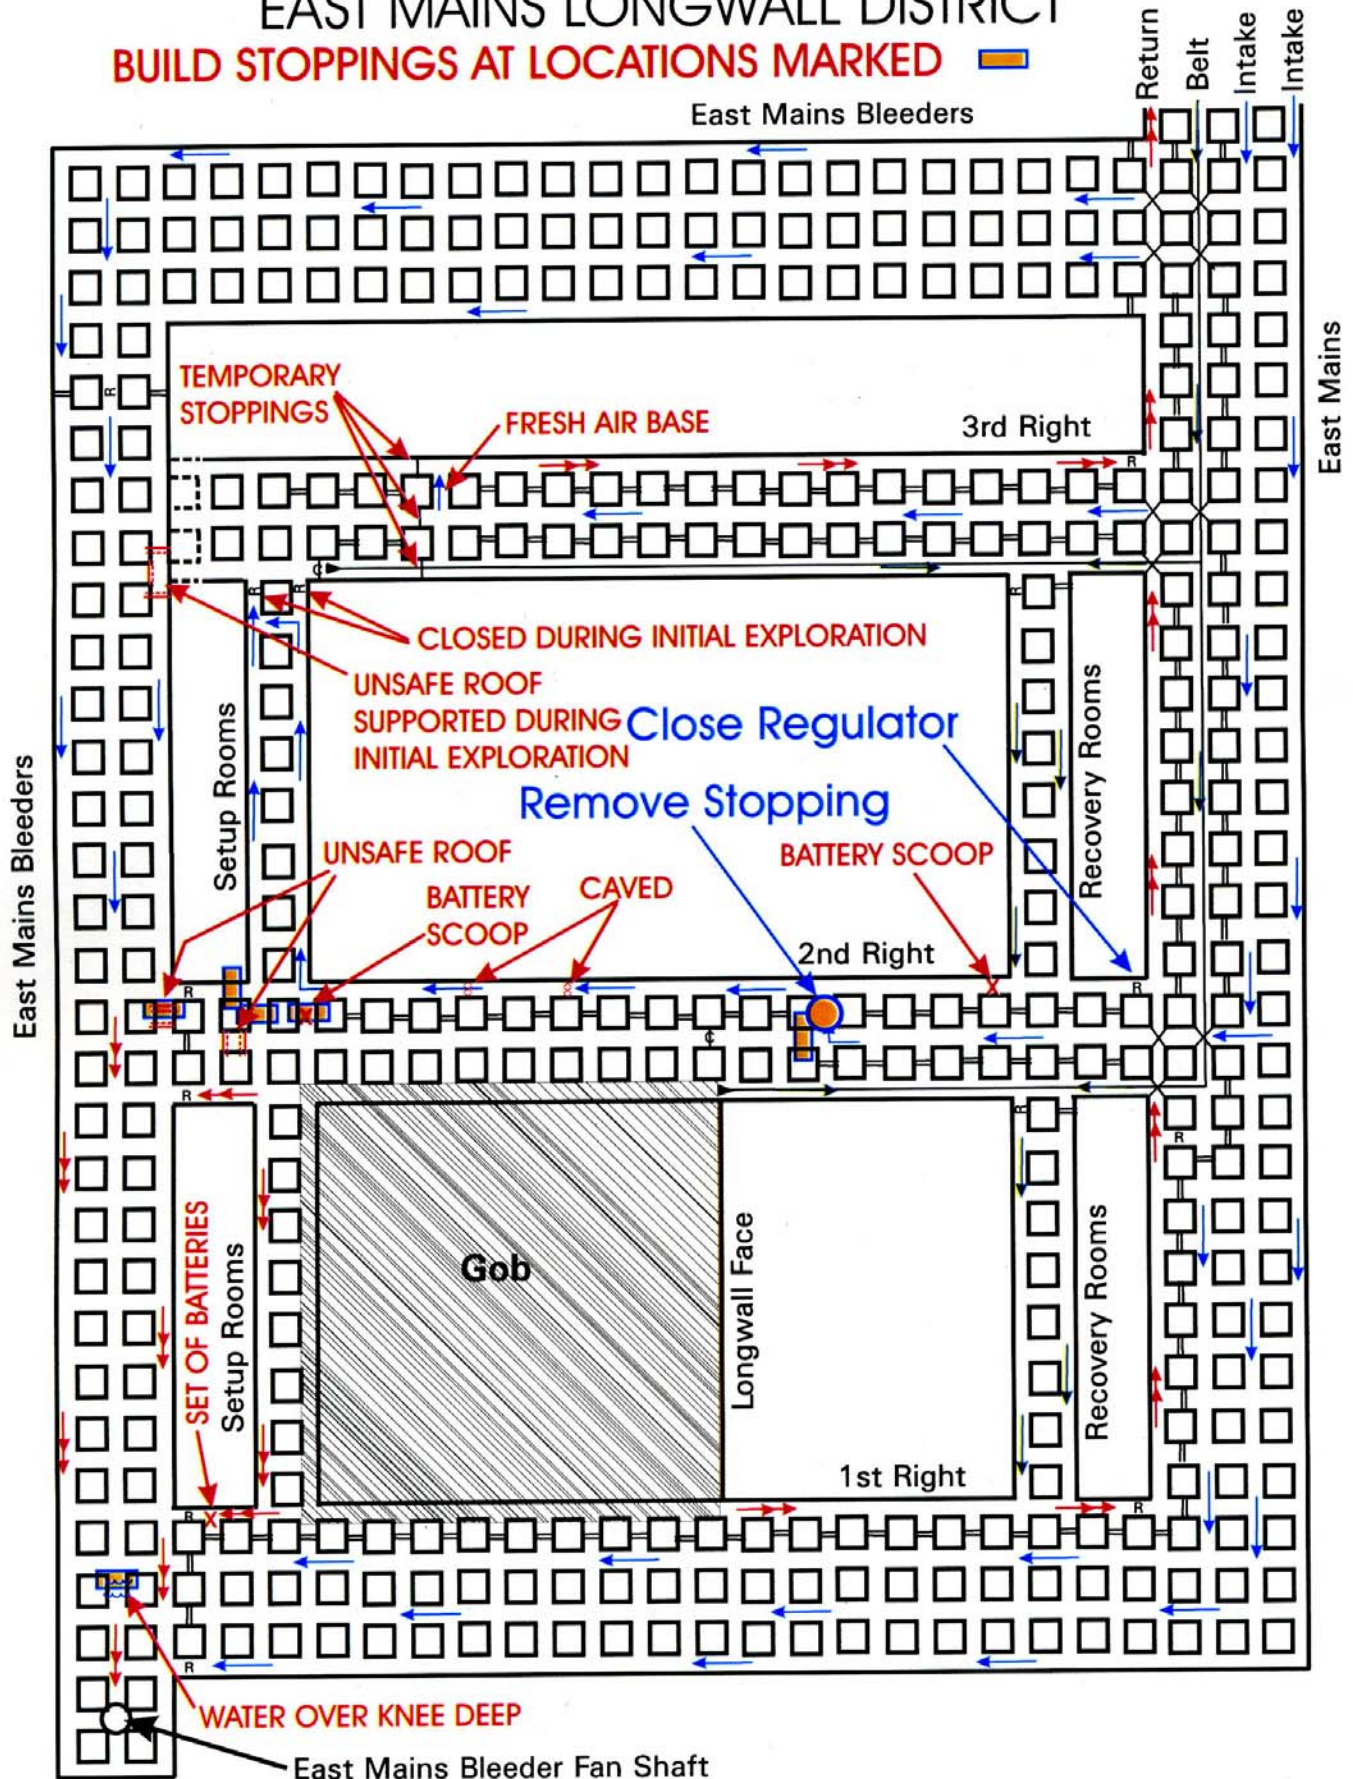 EAST MAINS LONGWALL DISTRICT
BUILD STOPPINGS AT LOCATIONS MARKED
Return
Belt
Intake
Intake
East Mains Bleeders
East Mains
TEMPORARY
STOPPINGS
FRESH AIR BASE
3rd Right
R
R
C
R
R
R
CLOSED DURING INITIAL EXPLORATION
UNSAFE ROOF
SUPPORTED DURING
INITIAL EXPLORATION
Close Regulator
Remove Stopping
Setup Rooms
Recovery Rooms
East Mains Bleeders
UNSAFE ROOF
BATTERY
SCOOP
CAVED
BATTERY SCOOP
2nd Right
R
R
X
X
C
R
R
R
Gob
Longwall Face
SET OF BATTERIES
Setup Rooms
Recovery Rooms
1st Right
R
X
R
R
WATER OVER KNEE DEEP
East Mains Bleeder Fan Shaft